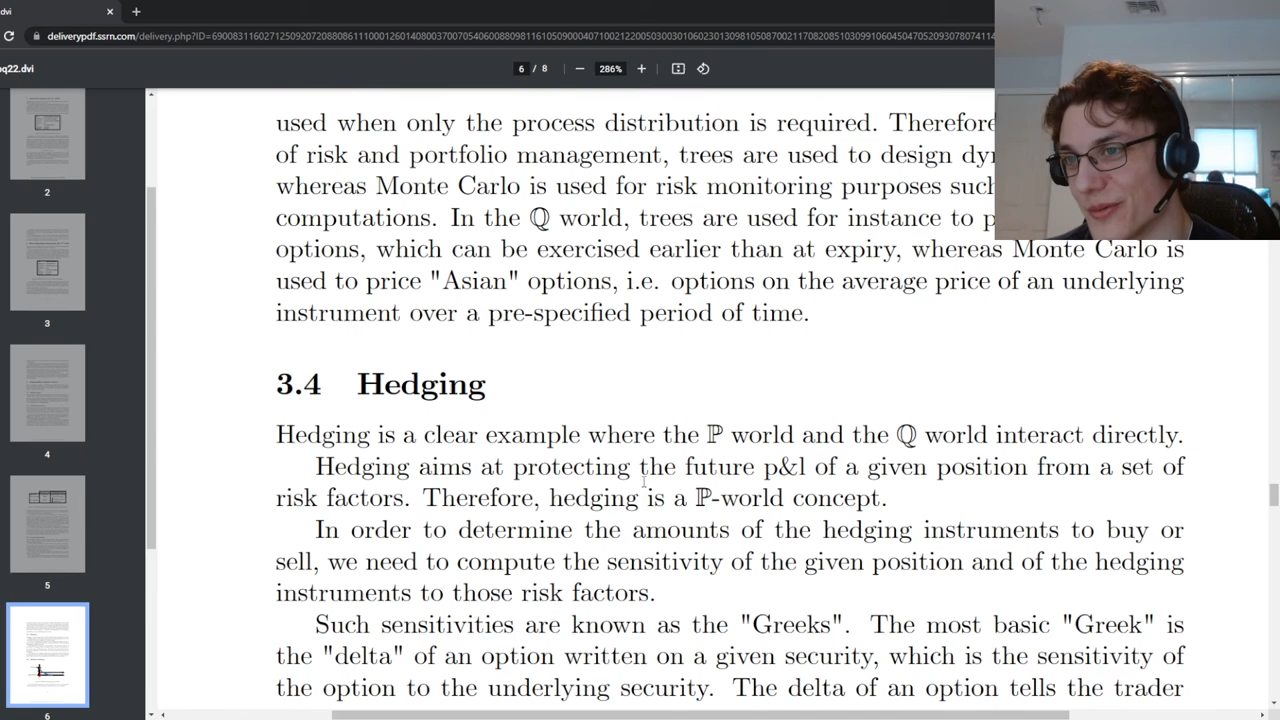 dvi
deliverypdf.ssrn.com/delivery.php?ID=
nq22.dvi
6 / 8
286%
used when only the process distribution is required. Therefore
of risk and portfolio management, trees are used to design dyn
whereas Monte Carlo is used for risk monitoring purposes such
computations. In the ℚ world, trees are used for instance to p
options, which can be exercised earlier than at expiry, whereas Monte Carlo is
used to price "Asian" options, i.e. options on the average price of an underlying
instrument over a pre-specified period of time.
3.4 Hedging
Hedging is a clear example where the ℙ world and the ℚ world interact directly.
Hedging aims at protecting the future p&l of a given position from a set of
risk factors. Therefore, hedging is a ℙ-world concept.
In order to determine the amounts of the hedging instruments to buy or
sell, we need to compute the sensitivity of the given position and of the hedging
instruments to those risk factors.
Such sensitivities are known as the "Greeks". The most basic "Greek" is
the "delta" of an option written on a given security, which is the sensitivity of
the option to the underlying security. The delta of an option tells the trader
2
3
4
5
6